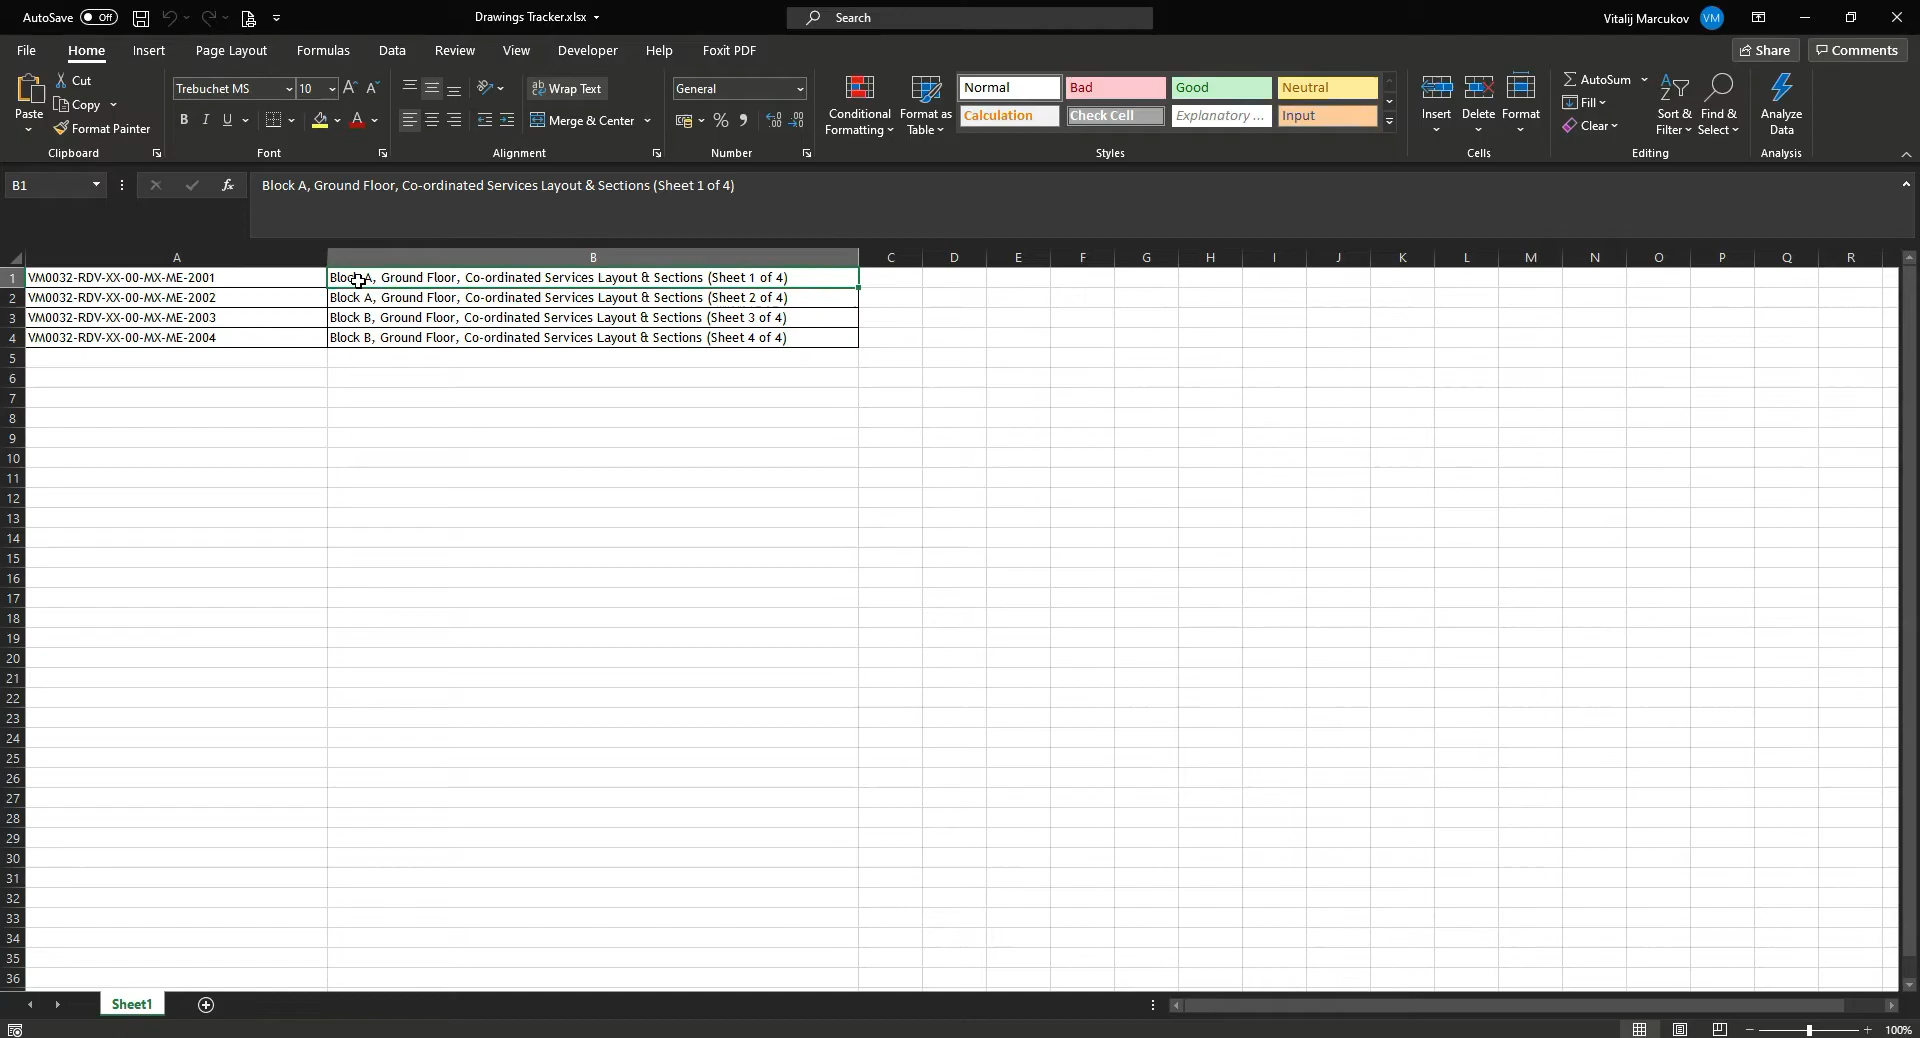 AutoSave Off Drawings Tracker.xlsx Search Vitalij Marcukov VM
File Home Insert Page Layout Formulas Data Review View Developer Help Foxit PDF Share Comments
Paste Cut Copy Format Painter Clipboard
Trebuchet MS 10 A A B I U A Font
ab Wrap Text Merge & Center Alignment
General % Number
Conditional Formatting Format as Table
Normal Bad Good Neutral
Calculation Check Cell Explanatory ... Input
Styles
Insert Delete Format Cells
AutoSum Fill Clear Sort & Filter Find & Select Editing
Analyze Data Analysis
B1 fx Block A, Ground Floor, Co-ordinated Services Layout & Sections (Sheet 1 of 4)
A B C D E F G H I J K L M N O P Q R
1 VM0032-RDV-XX-00-MX-ME-2001 Block A, Ground Floor, Co-ordinated Services Layout & Sections (Sheet 1 of 4)
2 VM0032-RDV-XX-00-MX-ME-2002 Block A, Ground Floor, Co-ordinated Services Layout & Sections (Sheet 2 of 4)
3 VM0032-RDV-XX-00-MX-ME-2003 Block B, Ground Floor, Co-ordinated Services Layout & Sections (Sheet 3 of 4)
4 VM0032-RDV-XX-00-MX-ME-2004 Block B, Ground Floor, Co-ordinated Services Layout & Sections (Sheet 4 of 4)
5
6
7
8
9
10
11
12
13
14
15
16
17
18
19
20
21
22
23
24
25
26
27
28
29
30
31
32
33
34
35
36
Sheet1
100%